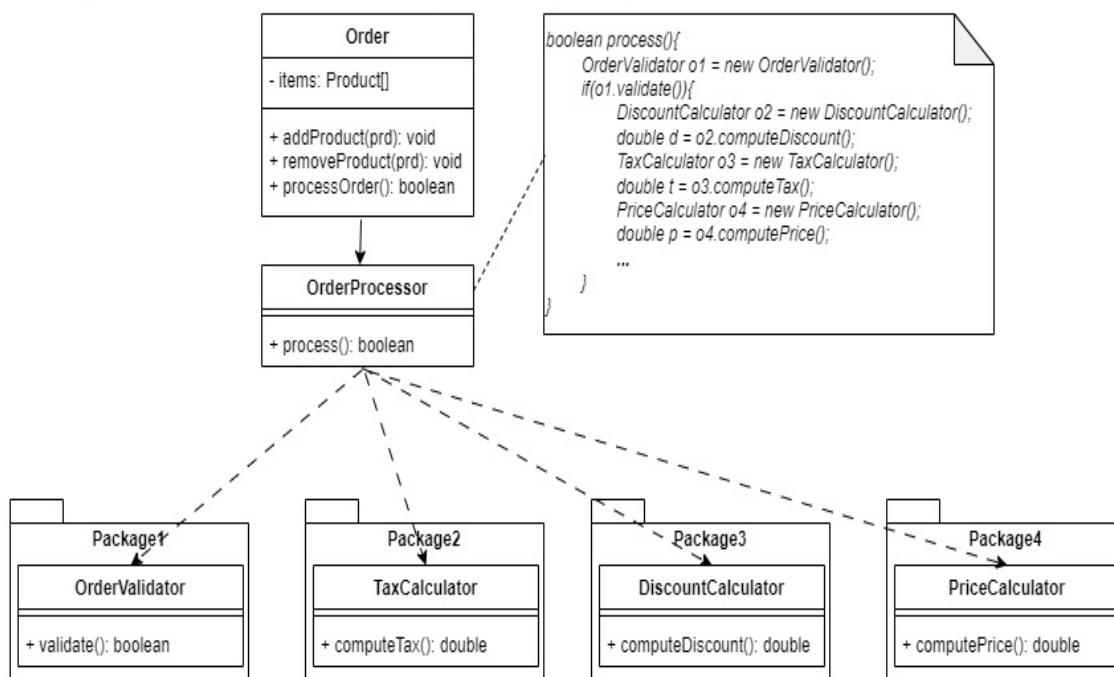 Order
- items: Product[]
+ addProduct(prd): void
+ removeProduct(prd): void
+ processOrder(): boolean
boolean process(){
OrderValidator o1 = new OrderValidator();
if(o1.validate()){
DiscountCalculator o2 = new DiscountCalculator();
double d = o2.computeDiscount();
TaxCalculator o3 = new TaxCalculator();
double t = o3.computeTax();
PriceCalculator o4 = new PriceCalculator();
double p = o4.computePrice();
...
}
}
OrderProcessor
+ process(): boolean
Package1
OrderValidator
+ validate(): boolean
Package2
TaxCalculator
+ computeTax(): double
Package3
DiscountCalculator
+ computeDiscount(): double
Package4
PriceCalculator
+ computePrice(): double